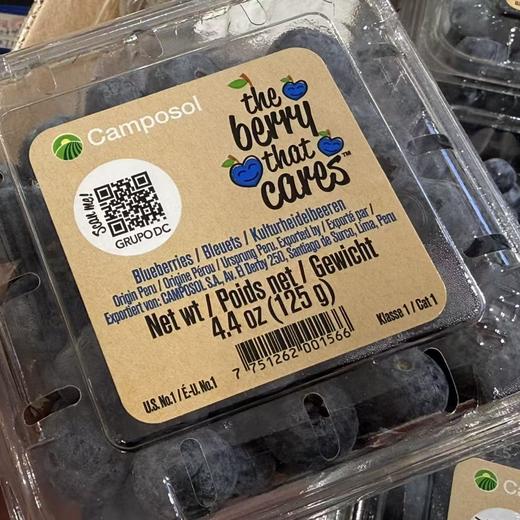 Camposol
the
berry
that
cares™
Scan me!
GRUPO DC
Blueberries / Bleuets / Kulturheidelbeeren
Origin Peru / Origine Pérou / Ursprung Peru. Exported by / Exporté par /
Exportiert von: CAMPOSOL S.A., Av. El Derby 250, Santiago de Surco, Lima, Peru
Net wt / Poids net / Gewicht
4.4 oz (125 g)
7 751262 001566
U.S. No.1 / É-U. No.1
Klasse 1 / Cat 1
Ca